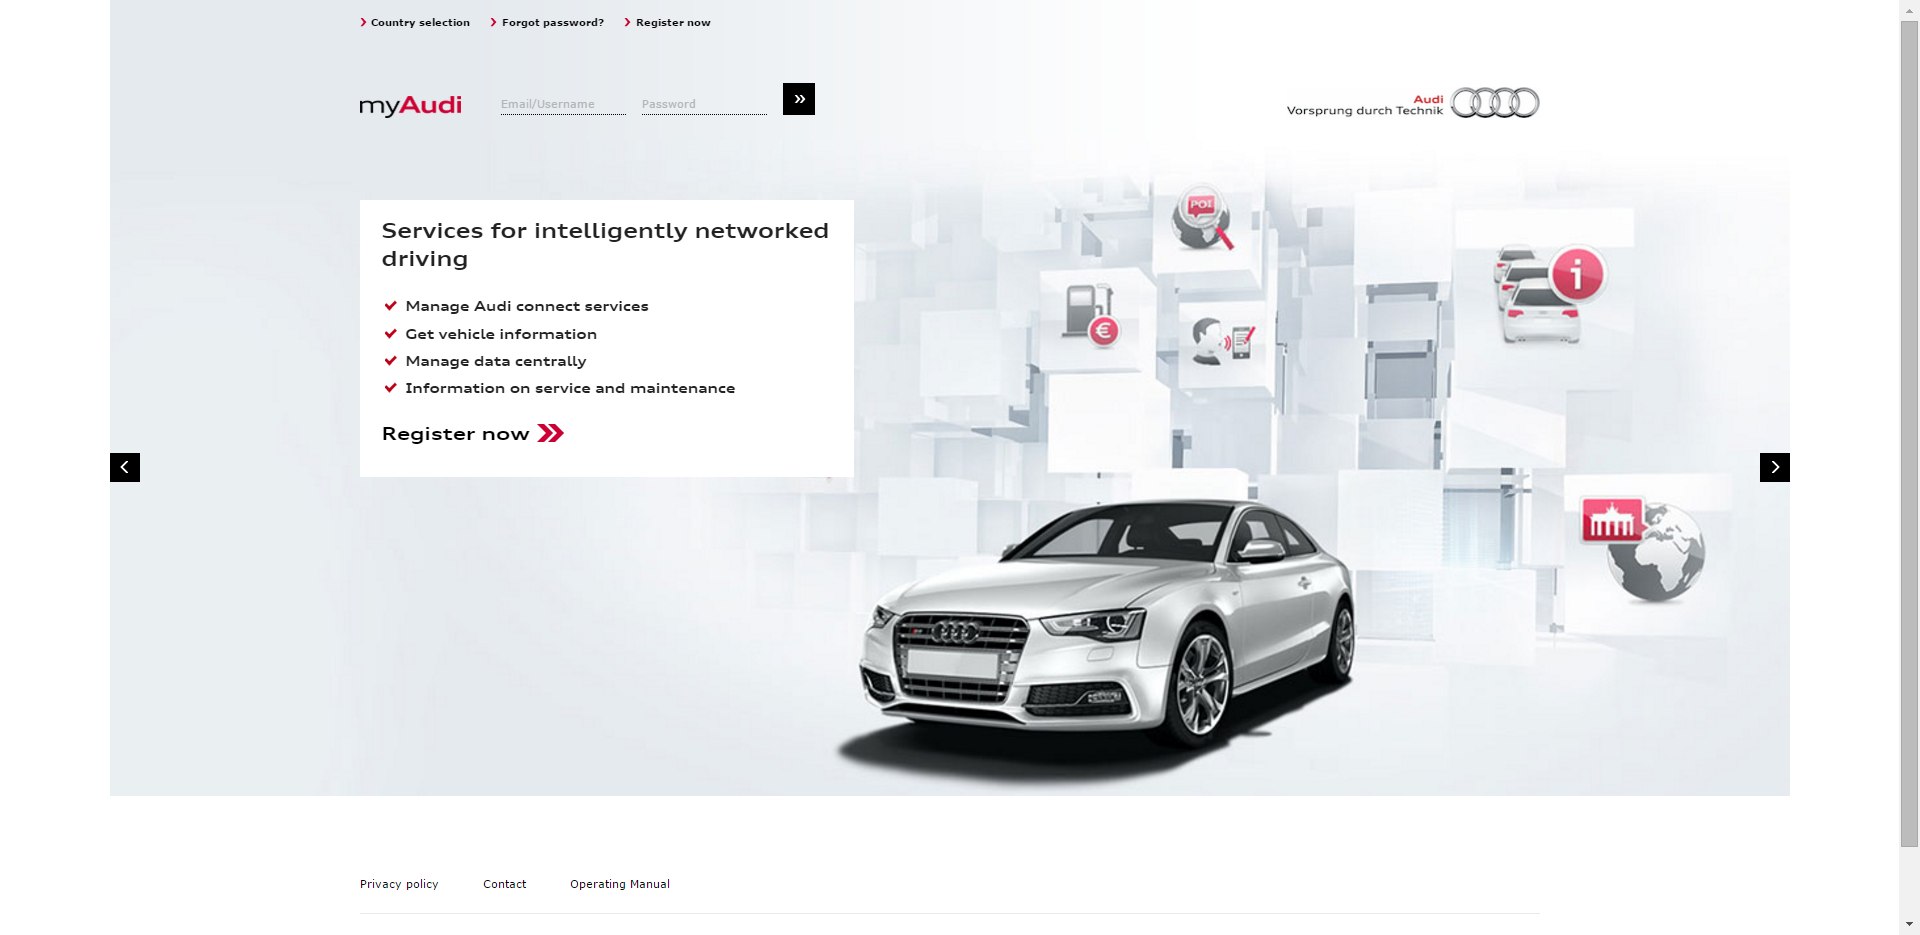 Country selection
Forgot password?
Register now
myAudi
Email/Username
Password
»
Audi
Vorsprung durch Technik
Services for intelligently networked
driving
Manage Audi connect services
Get vehicle information
Manage data centrally
Information on service and maintenance
Register now
POI
€
i
Privacy policy
Contact
Operating Manual